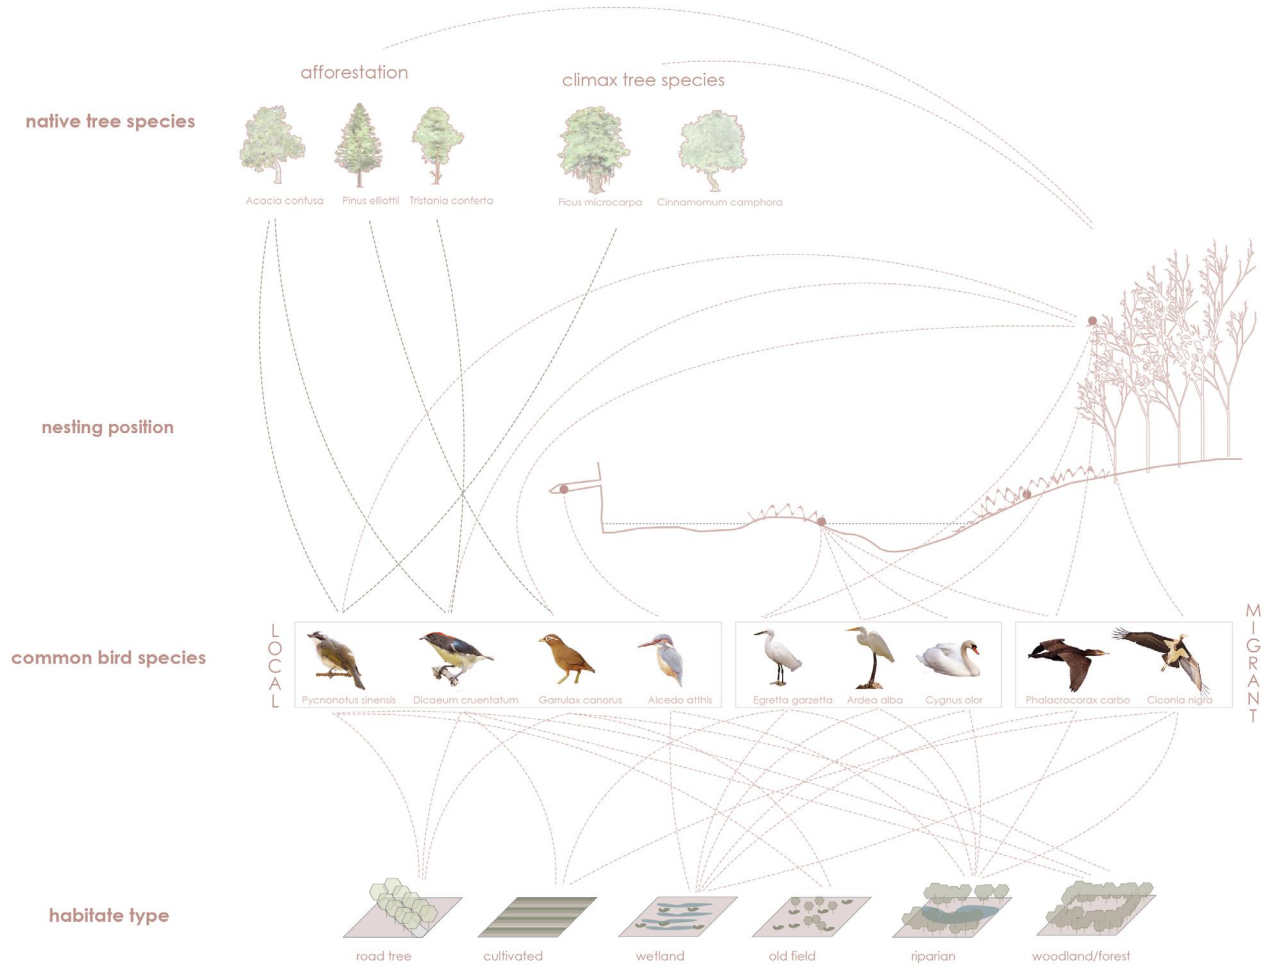 afforestation
climax tree species
native tree species
Acacia confusa
Pinus elliottii
Tristania conferta
Ficus microcarpa
Cinnamomum camphora
nesting position
common bird species
LOCAL
MIGRANT
Pycnonotus sinensis
Dicaeum cruentatum
Garrulax canorus
Alcedo atthis
Egretta garzetta
Ardea alba
Cygnus olor
Phalacrocorax carbo
Ciconia nigra
habitate type
road tree
cultivated
wetland
old field
riparian
woodland/forest